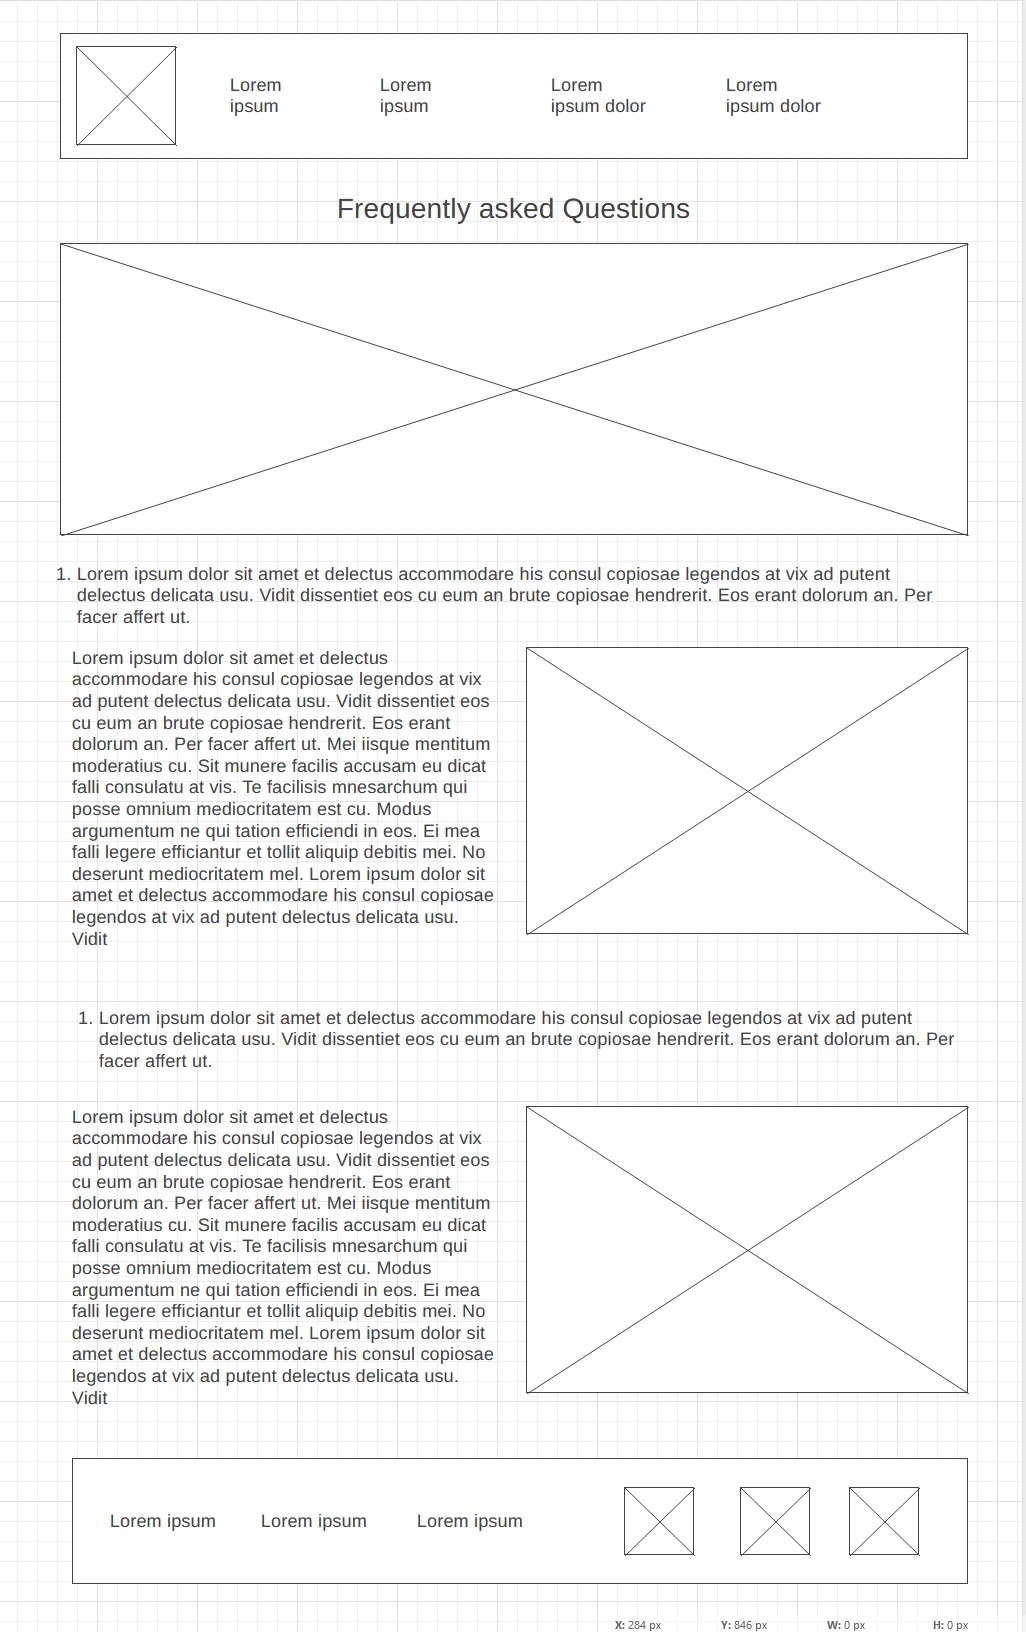 Lorem
ipsum
Lorem
ipsum
Lorem
ipsum dolor
Lorem
ipsum dolor
Frequently asked Questions
1. Lorem ipsum dolor sit amet et delectus accommodare his consul copiosae legendos at vix ad putent
delectus delicata usu. Vidit dissentiet eos cu eum an brute copiosae hendrerit. Eos erant dolorum an. Per
facer affert ut.
Lorem ipsum dolor sit amet et delectus
accommodare his consul copiosae legendos at vix
ad putent delectus delicata usu. Vidit dissentiet eos
cu eum an brute copiosae hendrerit. Eos erant
dolorum an. Per facer affert ut. Mei iisque mentitum
moderatius cu. Sit munere facilis accusam eu dicat
falli consulatu at vis. Te facilisis mnesarchum qui
posse omnium mediocritatem est cu. Modus
argumentum ne qui tation efficiendi in eos. Ei mea
falli legere efficiantur et tollit aliquip debitis mei. No
deserunt mediocritatem mel. Lorem ipsum dolor sit
amet et delectus accommodare his consul copiosae
legendos at vix ad putent delectus delicata usu.
Vidit
1. Lorem ipsum dolor sit amet et delectus accommodare his consul copiosae legendos at vix ad putent
delectus delicata usu. Vidit dissentiet eos cu eum an brute copiosae hendrerit. Eos erant dolorum an. Per
facer affert ut.
Lorem ipsum dolor sit amet et delectus
accommodare his consul copiosae legendos at vix
ad putent delectus delicata usu. Vidit dissentiet eos
cu eum an brute copiosae hendrerit. Eos erant
dolorum an. Per facer affert ut. Mei iisque mentitum
moderatius cu. Sit munere facilis accusam eu dicat
falli consulatu at vis. Te facilisis mnesarchum qui
posse omnium mediocritatem est cu. Modus
argumentum ne qui tation efficiendi in eos. Ei mea
falli legere efficiantur et tollit aliquip debitis mei. No
deserunt mediocritatem mel. Lorem ipsum dolor sit
amet et delectus accommodare his consul copiosae
legendos at vix ad putent delectus delicata usu.
Vidit
Lorem ipsum Lorem ipsum Lorem ipsum
X: 284 px Y: 846 px W: 0 px H: 0 px